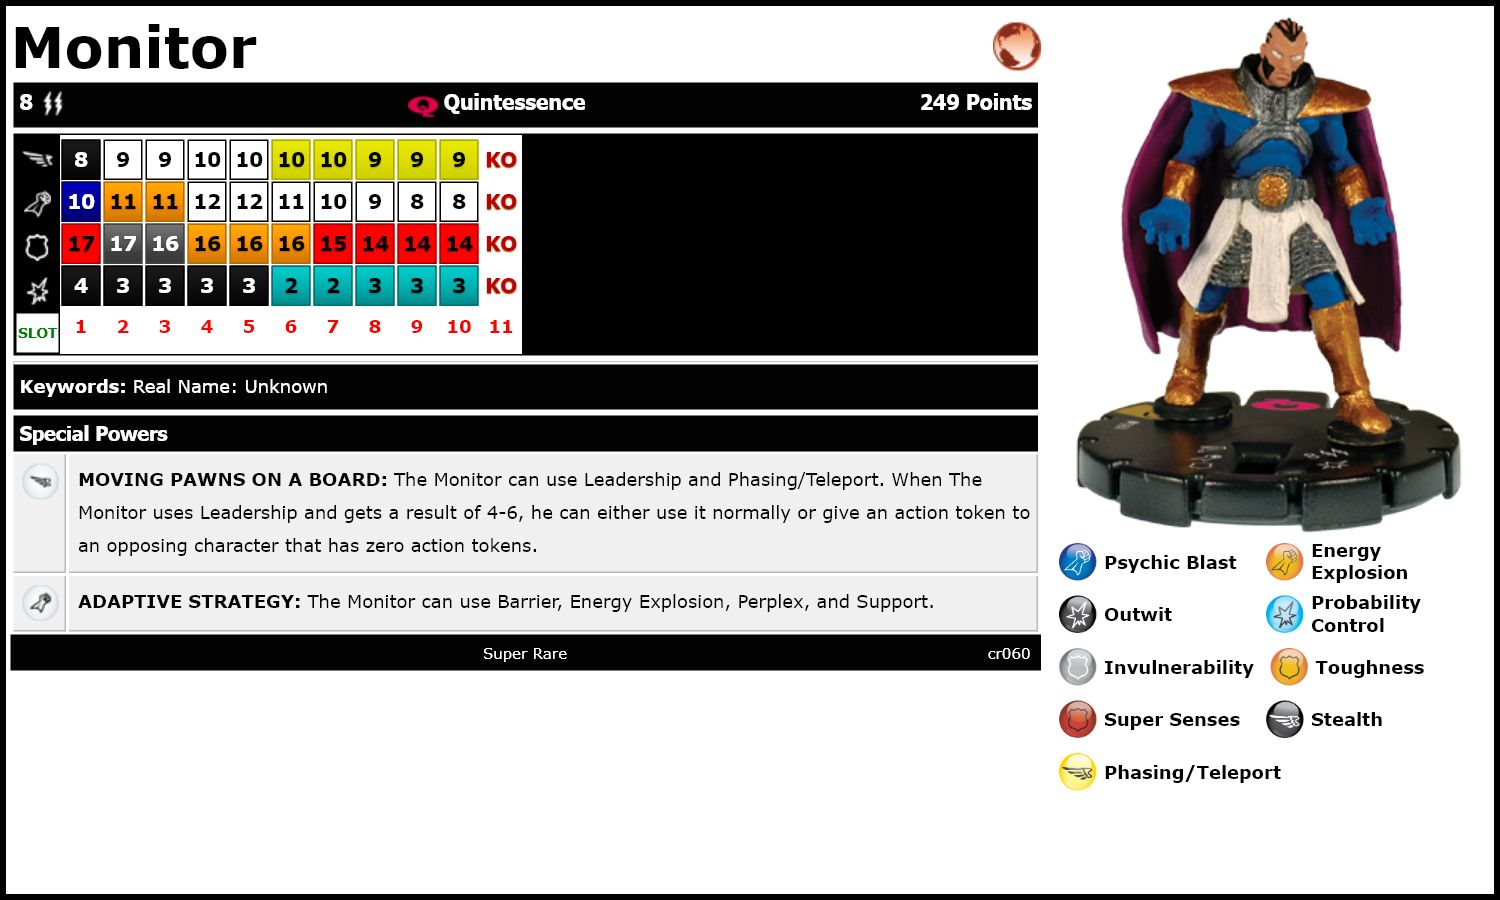 Monitor
8 Quintessence 249 Points
8 9 9 10 10 10 10 9 9 9 KO
10 11 11 12 12 11 10 9 8 8 KO
17 17 16 16 16 16 15 14 14 14 KO
4 3 3 3 3 2 2 3 3 3 KO
SLOT 1 2 3 4 5 6 7 8 9 10 11
Keywords: Real Name: Unknown
Special Powers
MOVING PAWNS ON A BOARD: The Monitor can use Leadership and Phasing/Teleport. When The
Monitor uses Leadership and gets a result of 4-6, he can either use it normally or give an action token to
an opposing character that has zero action tokens.
ADAPTIVE STRATEGY: The Monitor can use Barrier, Energy Explosion, Perplex, and Support.
Super Rare cr060
Psychic Blast
Energy
Explosion
Outwit
Probability
Control
Invulnerability
Toughness
Super Senses
Stealth
Phasing/Teleport